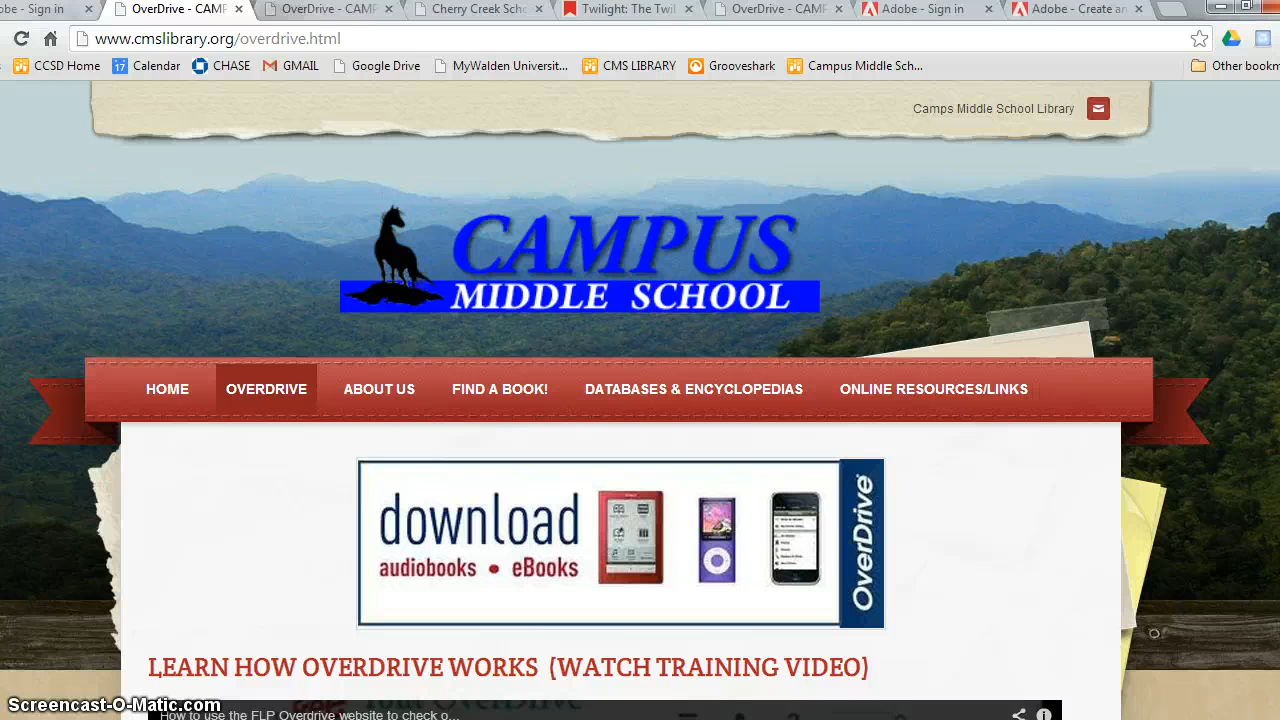 obe - Sign in
OverDrive - CAMP
OverDrive - CAMP
Cherry Creek Scho
Twilight: The Twil
OverDrive - CAMP
Adobe - Sign in
Adobe - Create an
www.cmslibrary.org/overdrive.html
CCSD Home
17
Calendar
CHASE
GMAIL
Google Drive
MyWalden Universit...
CMS LIBRARY
Grooveshark
Campus Middle Sch...
Other bookm
Camps Middle School Library
CAMPUS
MIDDLE SCHOOL
HOME
OVERDRIVE
ABOUT US
FIND A BOOK!
DATABASES & ENCYCLOPEDIAS
ONLINE RESOURCES/LINKS
download
audiobooks • eBooks
OverDrive
LEARN HOW OVERDRIVE WORKS (WATCH TRAINING VIDEO)
How to use the FLP Overdrive website to check o...
Screencast-O-Matic.com